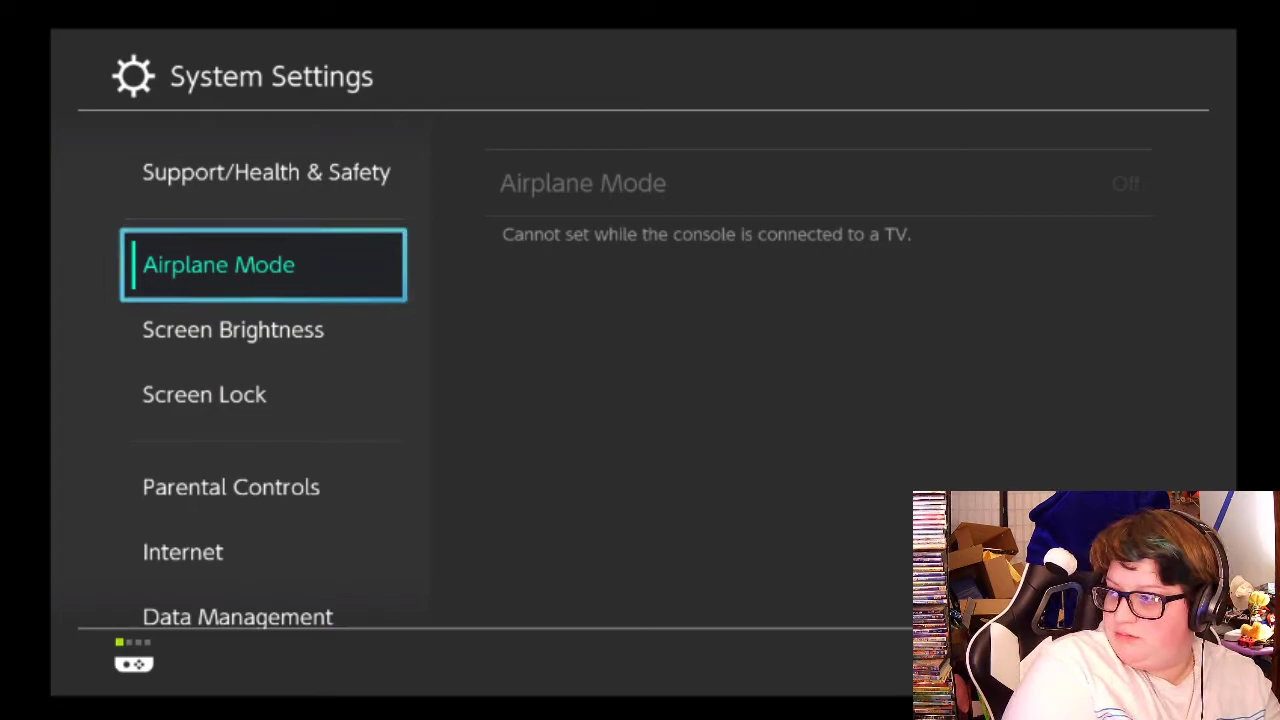 System Settings
Support/Health & Safety
Airplane Mode
Screen Brightness
Screen Lock
Parental Controls
Internet
Data Management
Airplane Mode Off
Cannot set while the console is connected to a TV.